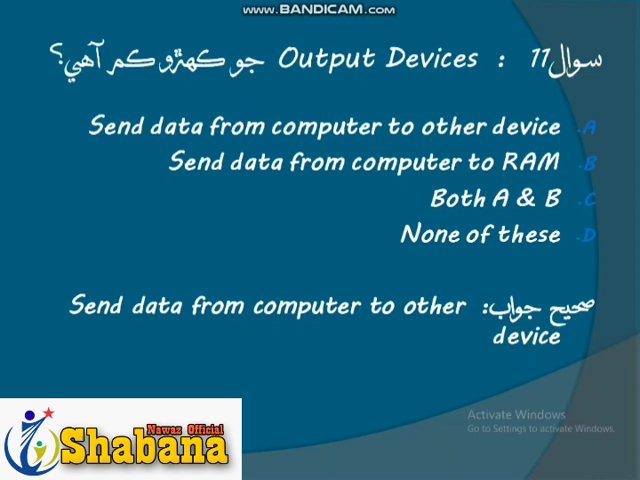 www.BANDICAM.com
سوال11 : Output Devices جو ڪهڙو ڪم آهي؟
A. Send data from computer to other device
B. Send data from computer to RAM
C. Both A & B
D. None of these
صحيح جواب: Send data from computer to other
device
Activate Windows
Go to Settings to activate Windows.
Nawaz Official
Shabana